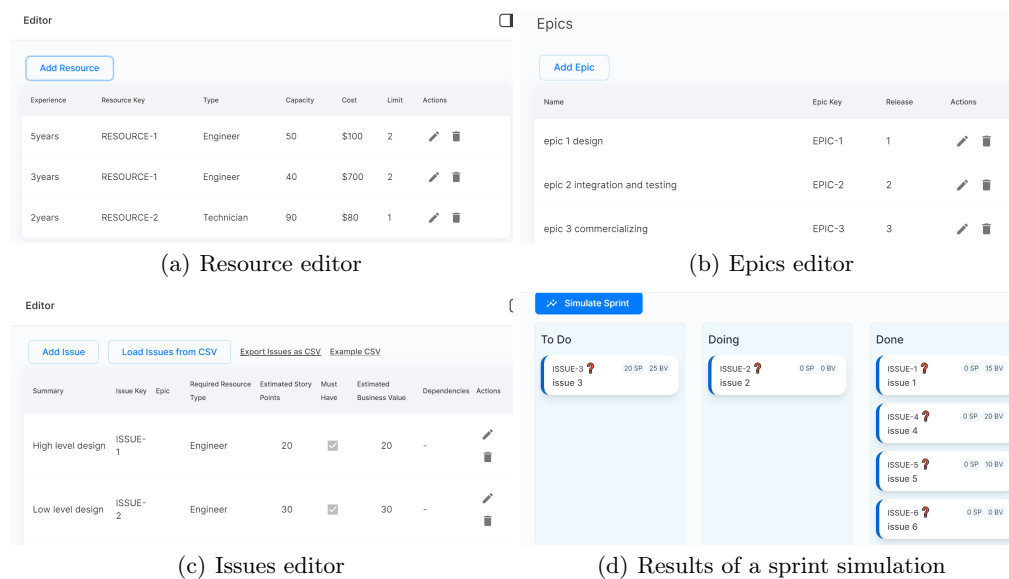 Editor
Add Resource
Experience Resource Key Type Capacity Cost Limit Actions
5years RESOURCE-1 Engineer 50 $100 2
3years RESOURCE-1 Engineer 40 $700 2
2years RESOURCE-2 Technician 90 $80 1
(a) Resource editor
Epics
Add Epic
Name Epic Key Release Actions
epic 1 design EPIC-1 1
epic 2 integration and testing EPIC-2 2
epic 3 commercializing EPIC-3 3
(b) Epics editor
Editor
Add Issue Load Issues from CSV Export Issues as CSV Example CSV
Summary Issue Key Epic Required Resource Type Estimated Story Points Must Have Estimated Business Value Dependencies Actions
High level design ISSUE-1 Engineer 20 20 -
Low level design ISSUE-2 Engineer 30 30 -
(c) Issues editor
Simulate Sprint
To Do
ISSUE-3 ? 20 SP 25 BV
issue 3
Doing
ISSUE-2 ? 0 SP 0 BV
issue 2
Done
ISSUE-1 ? 0 SP 15 BV
issue 1
ISSUE-4 ? 0 SP 20 BV
issue 4
ISSUE-5 ? 0 SP 10 BV
issue 5
ISSUE-6 ? 0 SP 0 BV
issue 6
(d) Results of a sprint simulation